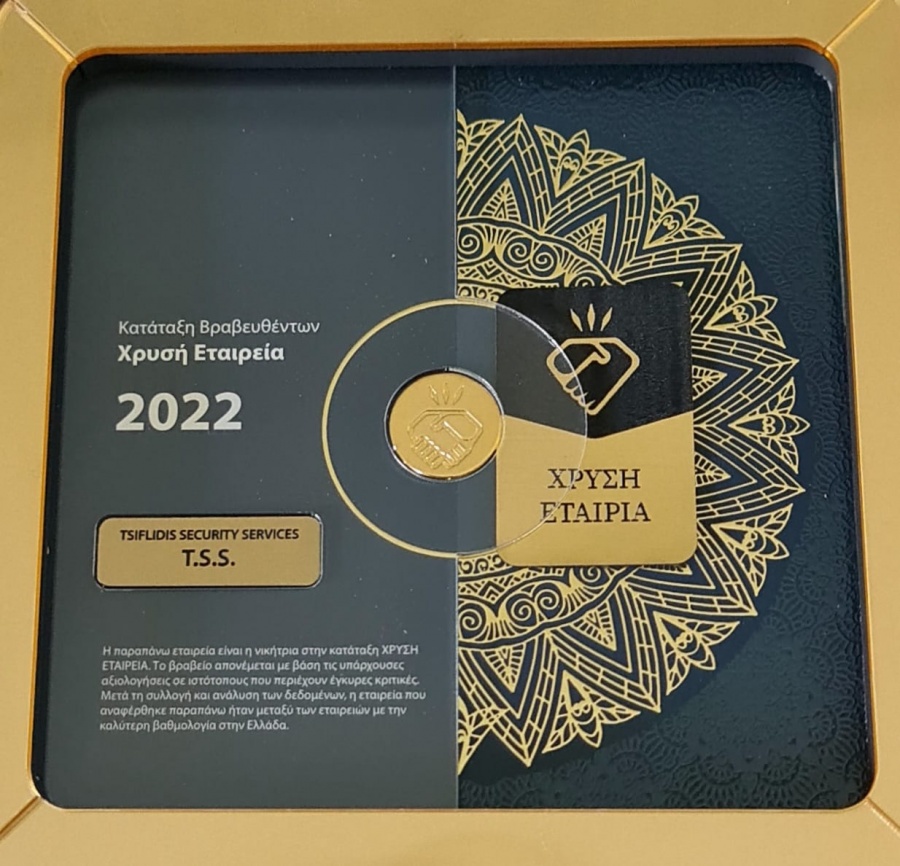 Κατάταξη Βραβευθέντων
Χρυσή Εταιρεία
2022
ΧΡΥΣΗ
ΕΤΑΙΡΙΑ
TSIFLIDIS SECURITY SERVICES
T.S.S.
Η παραπάνω εταιρεία είναι η νικήτρια στην κατάταξη ΧΡΥΣΗ
ΕΤΑΙΡΕΙΑ. Το βραβείο απονέμεται με βάση τις υπάρχουσες
αξιολογήσεις σε ιστότοπους που περιέχουν έγκυρες κριτικές.
Μετά τη συλλογή και ανάλυση των δεδομένων, η εταιρεία που
αναφέρθηκε παραπάνω ήταν μεταξύ των εταιρειών με την
καλύτερη βαθμολογία στην Ελλάδα.